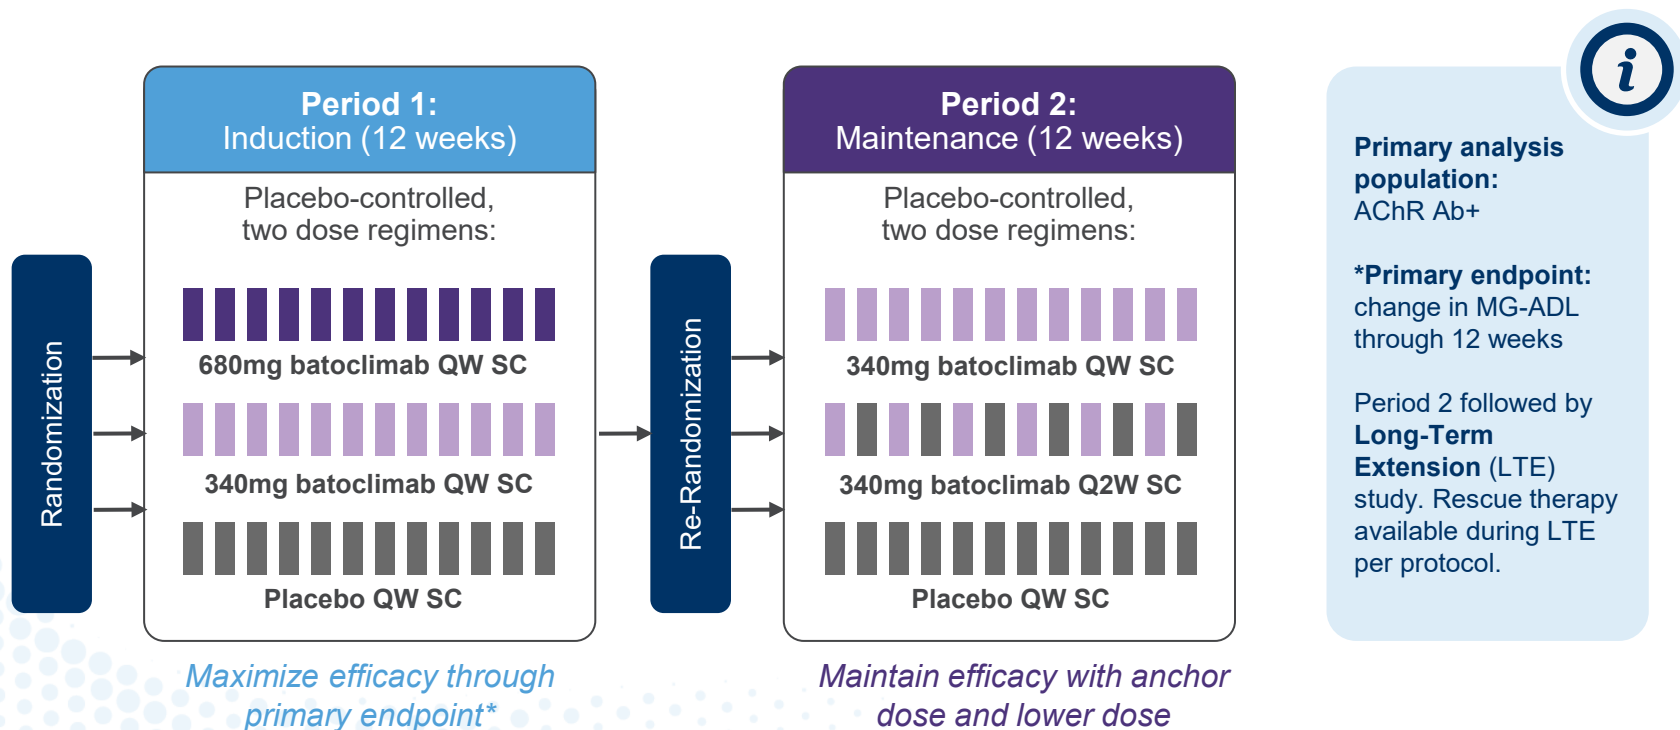 Randomization
Period 1:
Induction (12 weeks)
Placebo-controlled,
two dose regimens:
680mg batoclimab QW SC
340mg batoclimab QW SC
Placebo QW SC
Maximize efficacy through
primary endpoint*
Re-Randomization
Period 2:
Maintenance (12 weeks)
Placebo-controlled,
two dose regimens:
340mg batoclimab QW SC
340mg batoclimab Q2W SC
Placebo QW SC
Maintain efficacy with anchor
dose and lower dose
i
Primary analysis
population:
AChR Ab+
*Primary endpoint:
change in MG-ADL
through 12 weeks
Period 2 followed by
Long-Term
Extension (LTE)
study. Rescue therapy
available during LTE
per protocol.